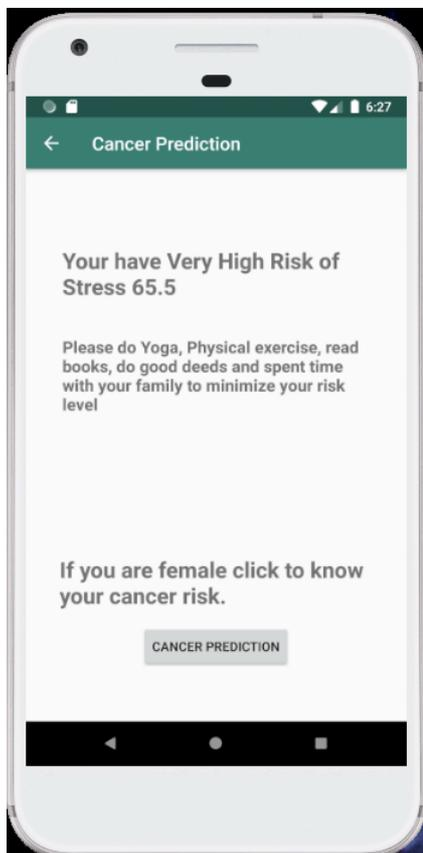 6:27
Cancer Prediction
Your have Very High Risk of
Stress 65.5
Please do Yoga, Physical exercise, read
books, do good deeds and spent time
with your family to minimize your risk
level
If you are female click to know
your cancer risk.
CANCER PREDICTION